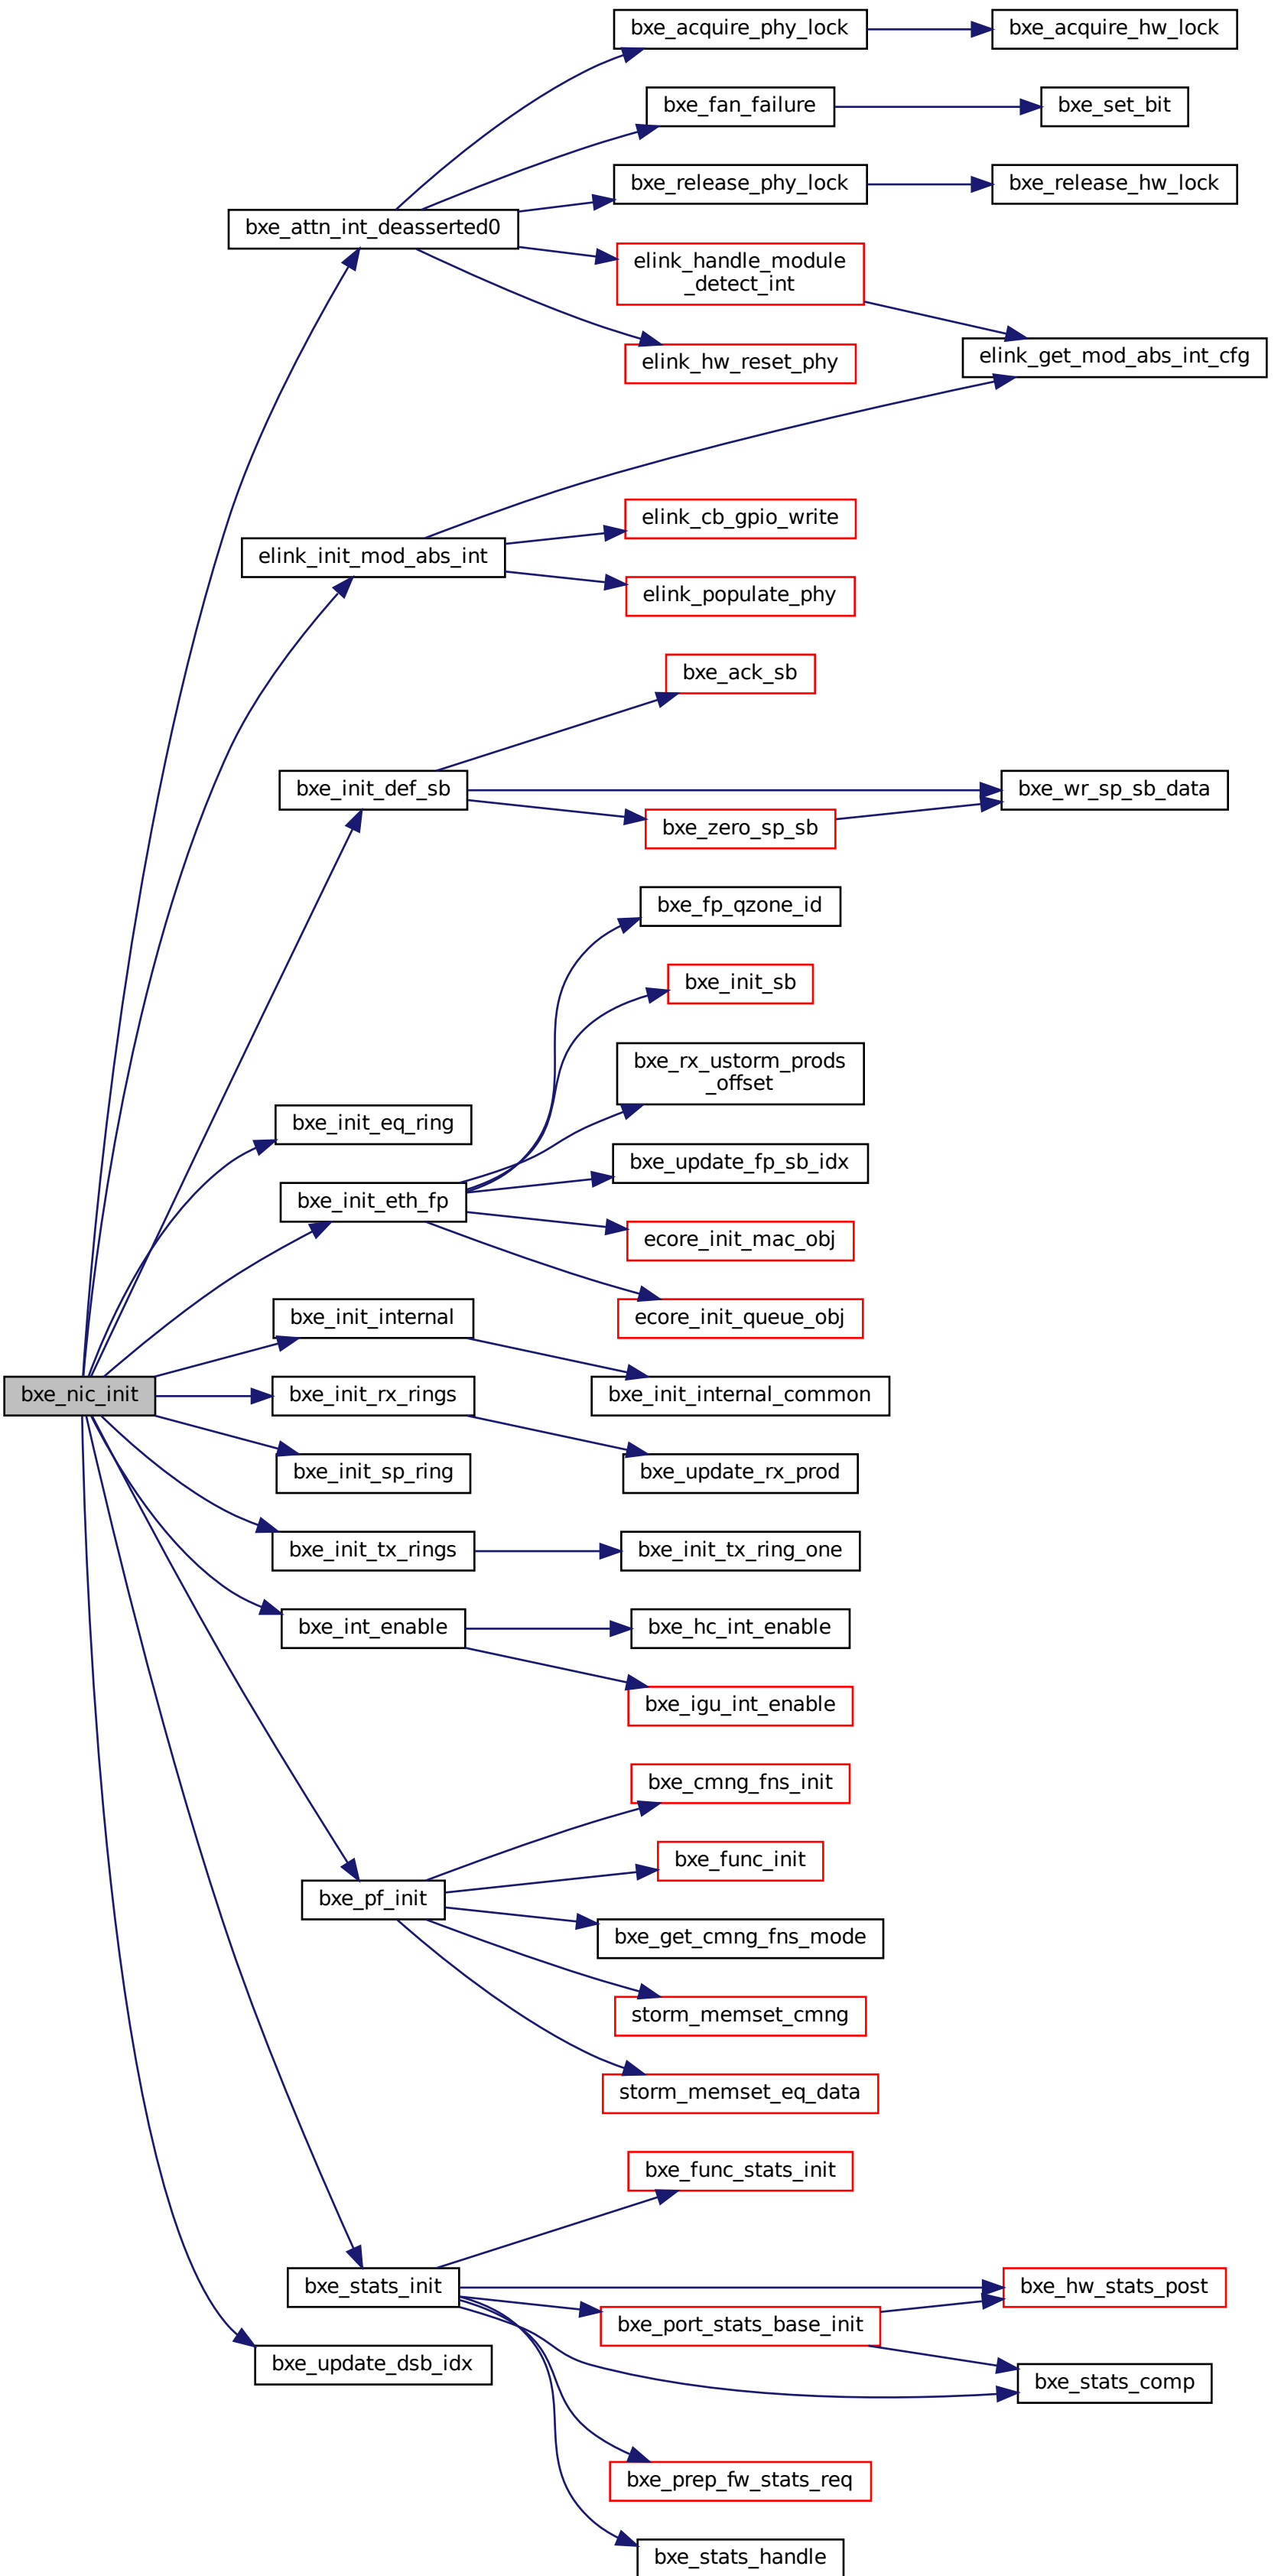 bxe_acquire_phy_lock
bxe_acquire_hw_lock
bxe_fan_failure
bxe_set_bit
bxe_release_phy_lock
bxe_release_hw_lock
bxe_attn_int_deasserted0
elink_handle_module
_detect_int
elink_get_mod_abs_int_cfg
elink_hw_reset_phy
elink_cb_gpio_write
elink_init_mod_abs_int
elink_populate_phy
bxe_ack_sb
bxe_init_def_sb
bxe_wr_sp_sb_data
bxe_zero_sp_sb
bxe_fp_qzone_id
bxe_init_sb
bxe_rx_ustorm_prods
_offset
bxe_init_eq_ring
bxe_update_fp_sb_idx
bxe_init_eth_fp
ecore_init_mac_obj
bxe_init_internal
ecore_init_queue_obj
bxe_nic_init
bxe_init_rx_rings
bxe_init_internal_common
bxe_init_sp_ring
bxe_update_rx_prod
bxe_init_tx_rings
bxe_init_tx_ring_one
bxe_int_enable
bxe_hc_int_enable
bxe_igu_int_enable
bxe_cmng_fns_init
bxe_func_init
bxe_pf_init
bxe_get_cmng_fns_mode
storm_memset_cmng
storm_memset_eq_data
bxe_func_stats_init
bxe_stats_init
bxe_hw_stats_post
bxe_port_stats_base_init
bxe_update_dsb_idx
bxe_stats_comp
bxe_prep_fw_stats_req
bxe_stats_handle